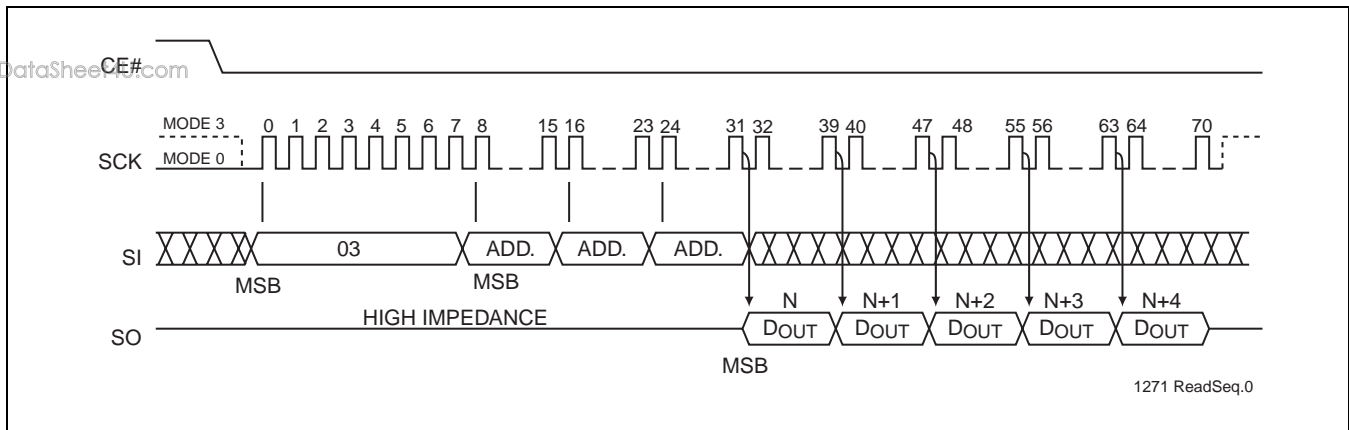 CE#
DataSheet4U.com
MODE 3
0 1 2 3 4 5 6 7 8 15 16 23 24 31 32 39 40 47 48 55 56 63 64 70
SCK
MODE 0
SI
03 ADD. ADD. ADD.
MSB MSB
N N+1 N+2 N+3 N+4
HIGH IMPEDANCE
SO
DOUT DOUT DOUT DOUT DOUT
MSB
1271 ReadSeq.0